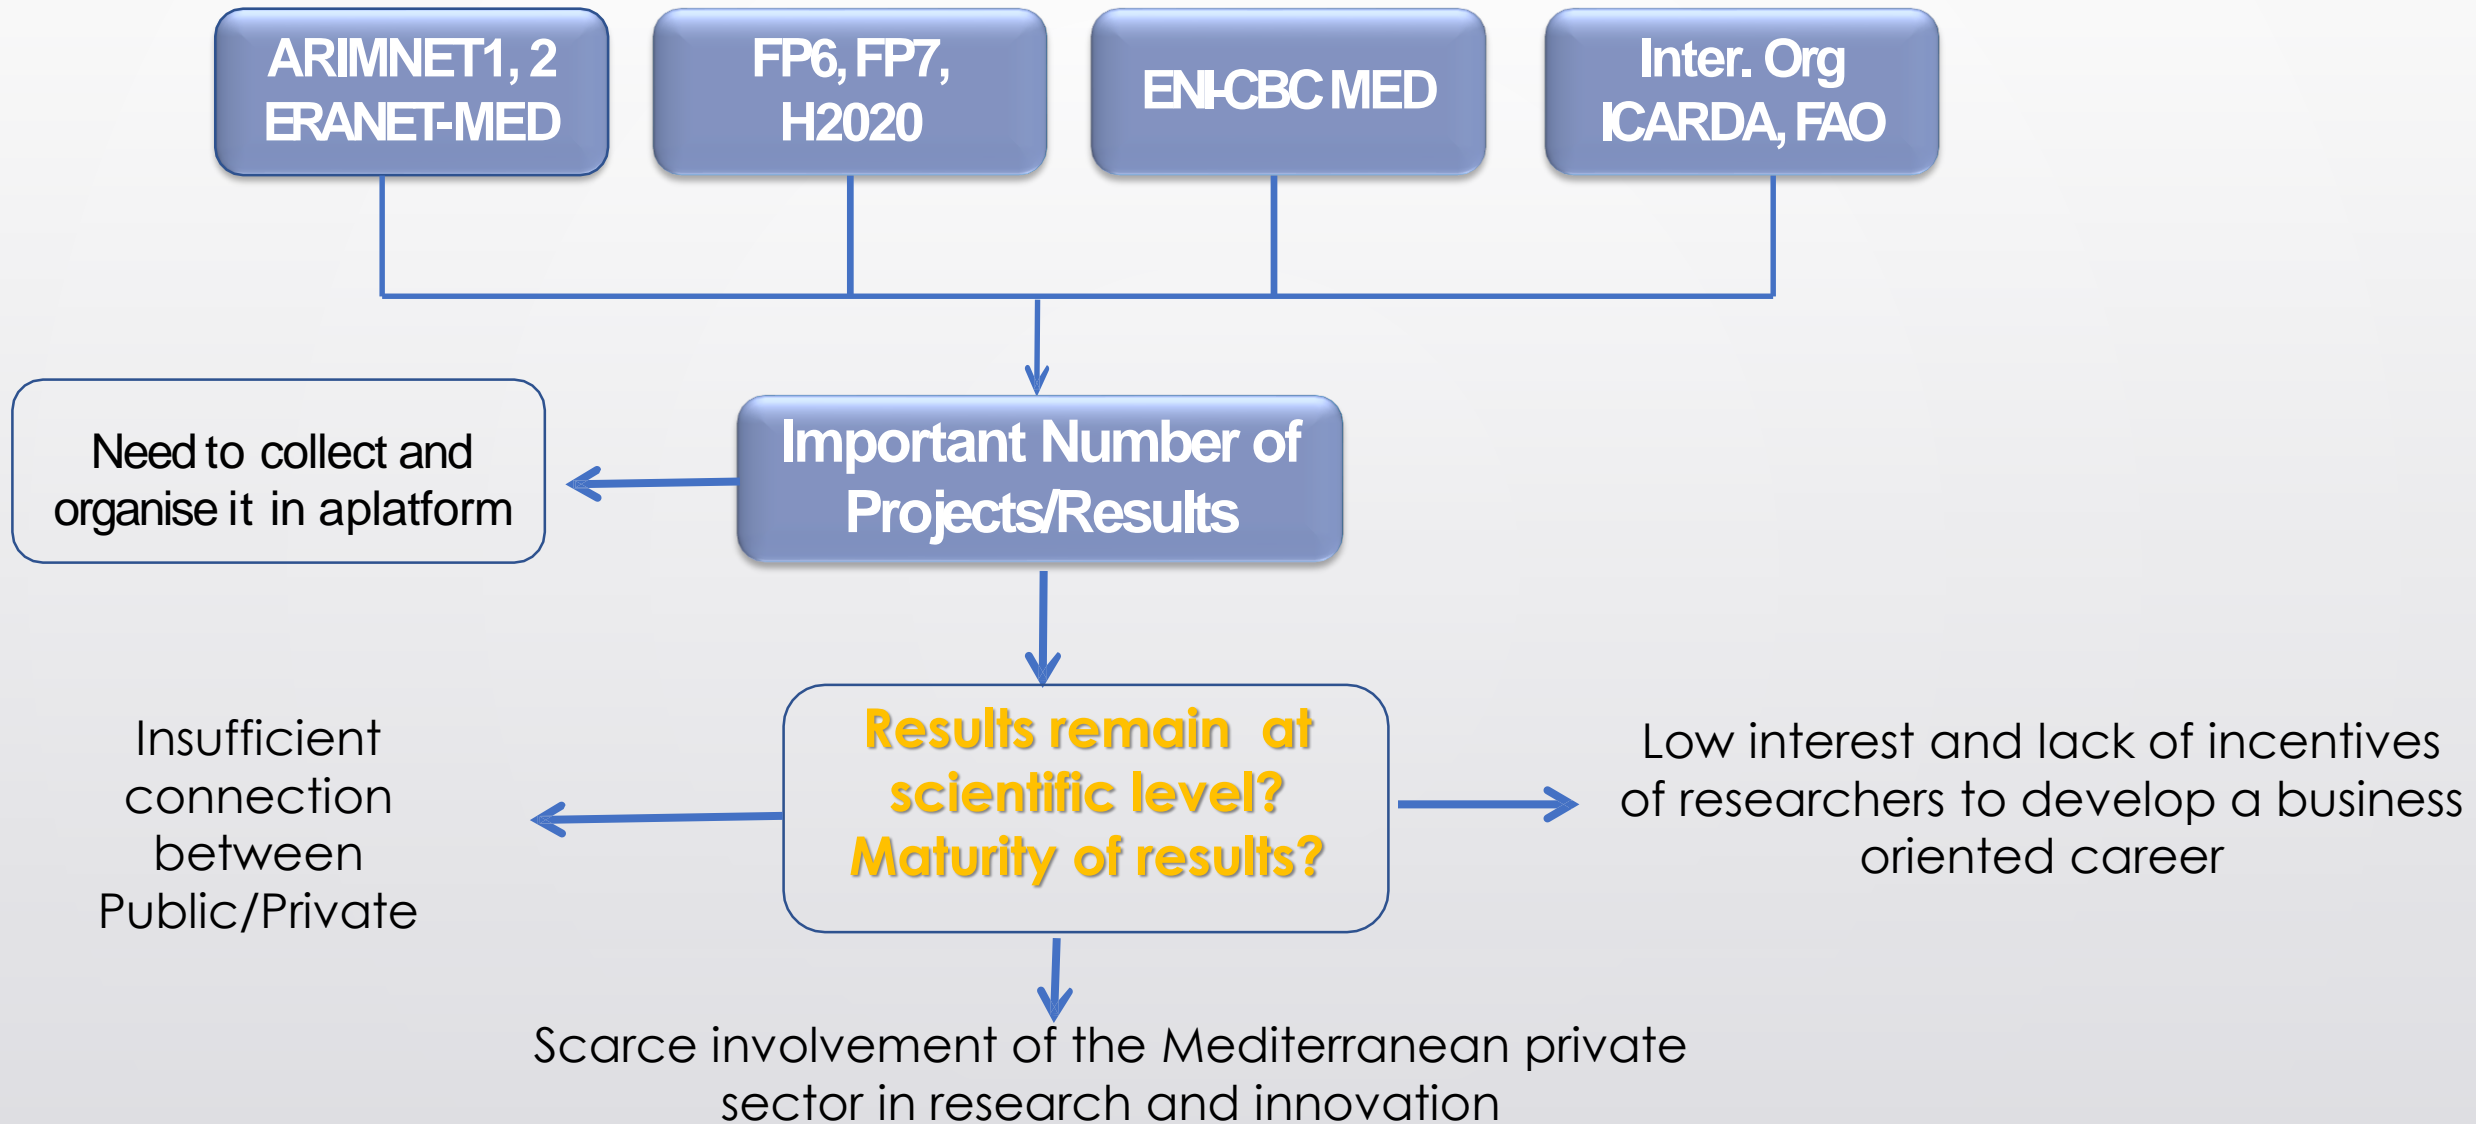 ARIMNET1, 2
ERANET-MED
FP6, FP7,
H2020
ENI-CBC MED
Inter. Org
ICARDA, FAO
Need to collect and
organise it in aplatform
Important Number of
Projects/Results
Insufficient
connection
between
Public/Private
Results remain at
scientific level?
Maturity of results?
Low interest and lack of incentives
of researchers to develop a business
oriented career
Scarce involvement of the Mediterranean private
sector in research and innovation